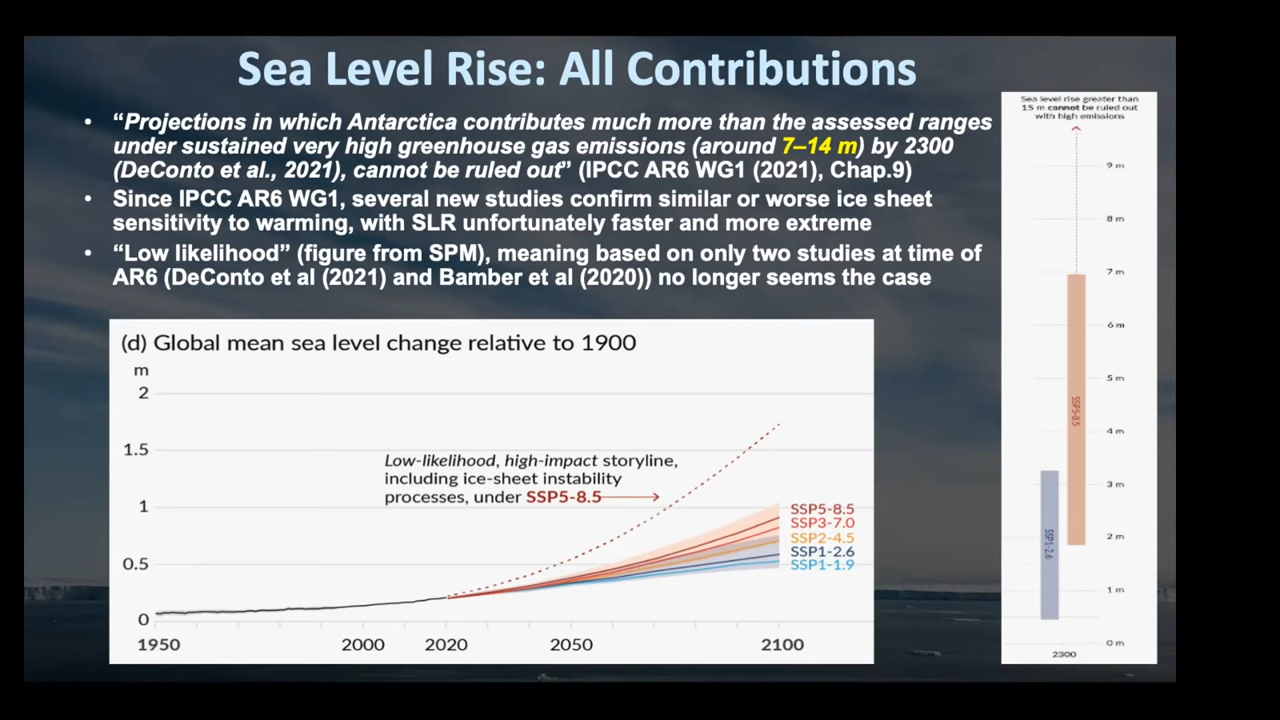 Sea Level Rise: All Contributions
• “Projections in which Antarctica contributes much more than the assessed ranges
under sustained very high greenhouse gas emissions (around 7–14 m) by 2300
(DeConto et al., 2021), cannot be ruled out” (IPCC AR6 WG1 (2021), Chap.9)
• Since IPCC AR6 WG1, several new studies confirm similar or worse ice sheet
sensitivity to warming, with SLR unfortunately faster and more extreme
• “Low likelihood” (figure from SPM), meaning based on only two studies at time of
AR6 (DeConto et al (2021) and Bamber et al (2020)) no longer seems the case
(d) Global mean sea level change relative to 1900
m
2
1.5
1
0.5
0
Low-likelihood, high-impact storyline,
including ice-sheet instability
processes, under SSP5-8.5
SSP5-8.5
SSP3-7.0
SSP2-4.5
SSP1-2.6
SSP1-1.9
1950 2000 2020 2050 2100
Sea level rise greater than
15 m cannot be ruled out
with high emissions
9 m
8 m
7 m
6 m
5 m
4 m
3 m
2 m
1 m
0 m
SSP5-8.5
SSP1-2.6
2300